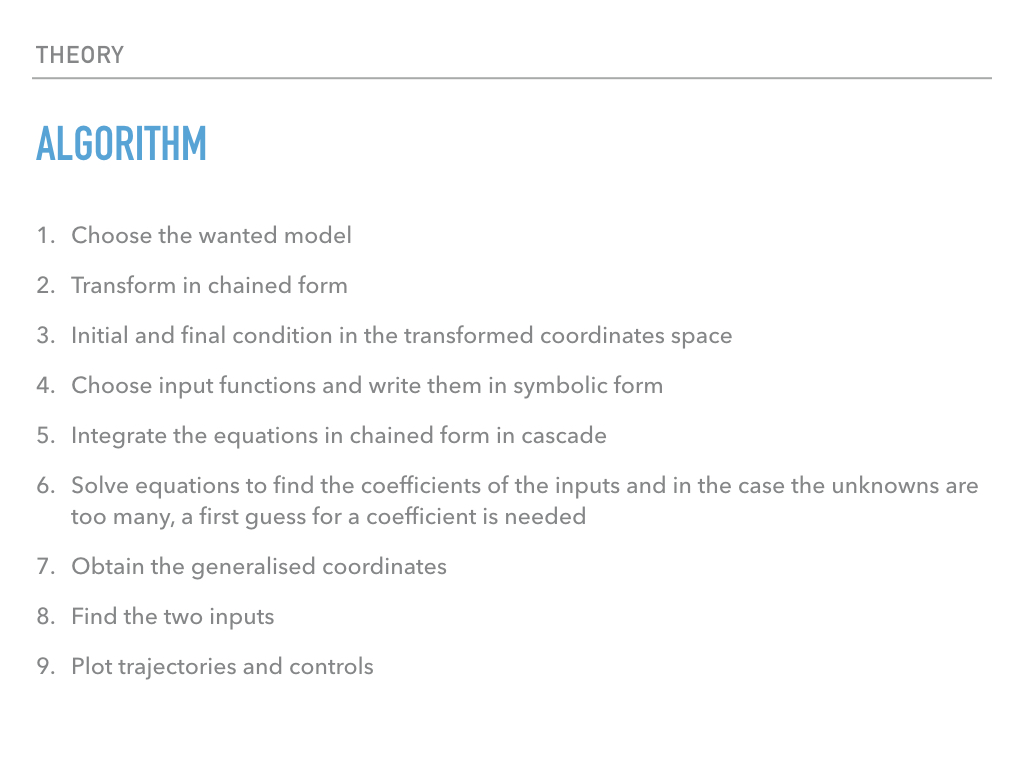 THEORY
ALGORITHM
1. Choose the wanted model
2. Transform in chained form
3. Initial and final condition in the transformed coordinates space
4. Choose input functions and write them in symbolic form
5. Integrate the equations in chained form in cascade
6. Solve equations to find the coefficients of the inputs and in the case the unknowns are
too many, a first guess for a coefficient is needed
7. Obtain the generalised coordinates
8. Find the two inputs
9. Plot trajectories and controls